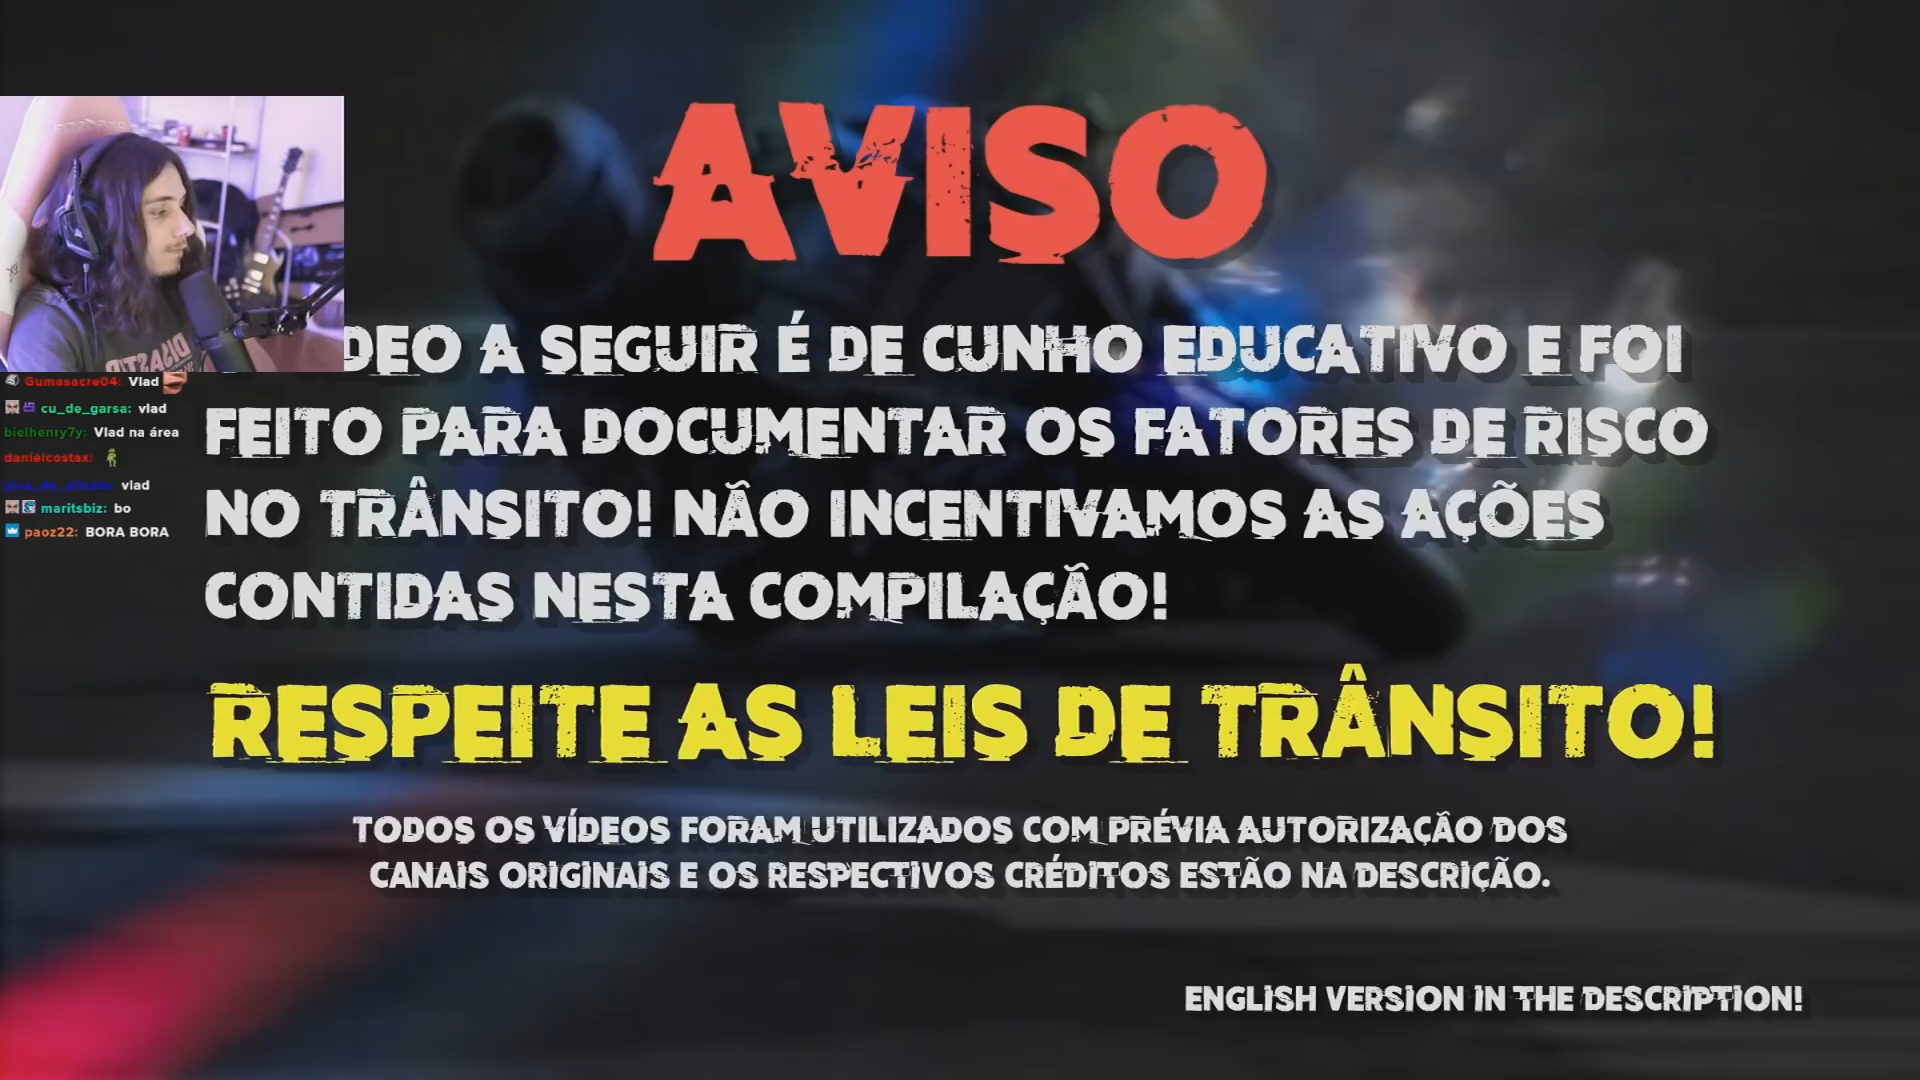 AVISO
DEO A SEGUIR É DE CUNHO EDUCATIVO E FOI
FEITO PARA DOCUMENTAR OS FATORES DE RISCO
NO TRÂNSITO! NÃO INCENTIVAMOS AS AÇÕES
CONTIDAS NESTA COMPILAÇÃO!
RESPEITE AS LEIS DE TRÂNSITO!
TODOS OS VÍDEOS FORAM UTILIZADOS COM PRÉVIA AUTORIZAÇÃO DOS
CANAIS ORIGINAIS E OS RESPECTIVOS CRÉDITOS ESTÃO NA DESCRIÇÃO.
ENGLISH VERSION IN THE DESCRIPTION!
Gumasacre04: Vlad
cu_de_garsa: vlad
bielhenry7y: Vlad na área
danielcostax:
vlad
maritsbiz: bo
paoz22: BORA BORA